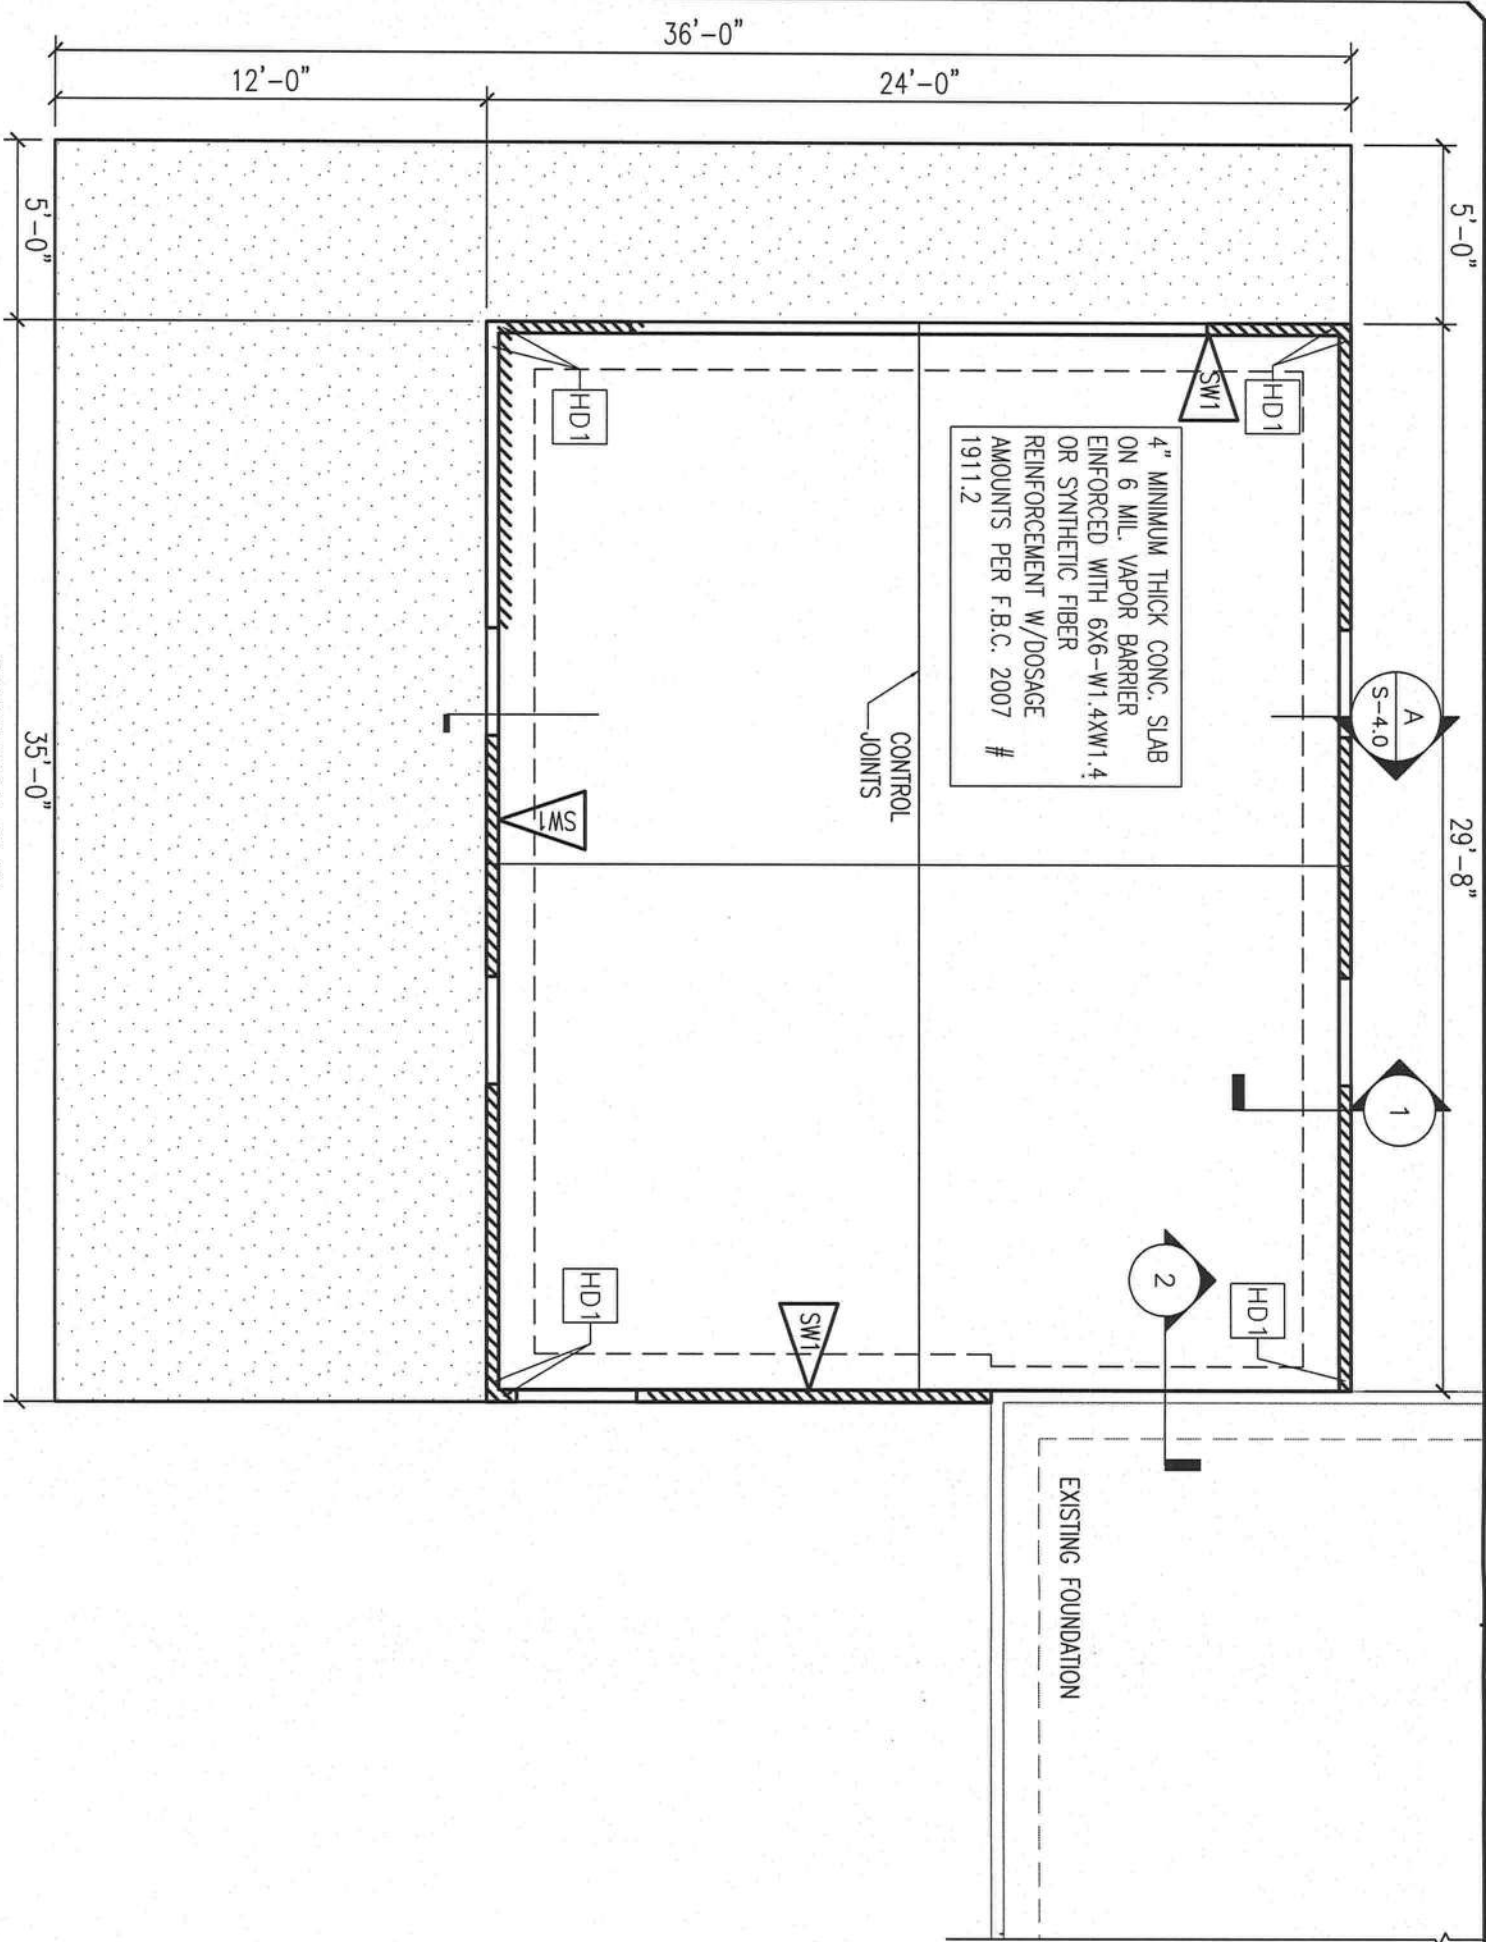 36'-0"
12'-0"
24'-0"
5'-0"
29'-8"
5'-0"
35'-0"
A
S-4.0
1
2
HD1
SW1
HD1
4" MINIMUM THICK CONC. SLAB
ON 6 MIL. VAPOR BARRIER
EINFORCED WITH 6X6-W1.4XW1.4
OR SYNTHETIC FIBER
REINFORCEMENT W/DOSAGE
AMOUNTS PER F.B.C. 2007 #
1911.2
CONTROL
JOINTS
SW1
HD1
SW1
HD1
EXISTING FOUNDATION